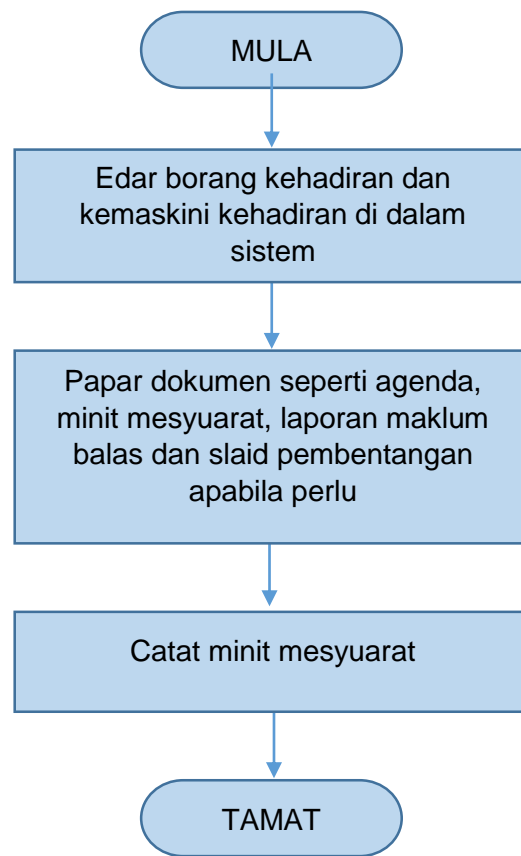 MULA
Edar borang kehadiran dan
kemaskini kehadiran di dalam
sistem
Papar dokumen seperti agenda,
minit mesyuarat, laporan maklum
balas dan slaid pembentangan
apabila perlu
Catat minit mesyuarat
TAMAT